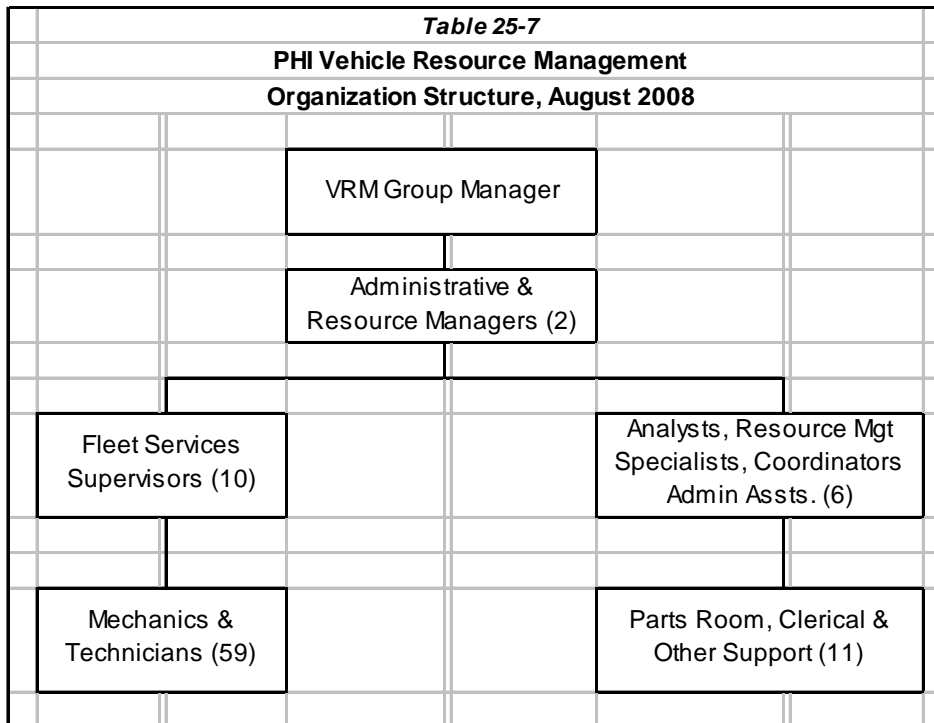 Table 25-7
PHI Vehicle Resource Management
Organization Structure, August 2008
VRM Group Manager
Administrative &
Resource Managers (2)
Fleet Services
Supervisors (10)
Analysts, Resource Mgt
Specialists, Coordinators
Admin Assts. (6)
Mechanics &
Technicians (59)
Parts Room, Clerical &
Other Support (11)